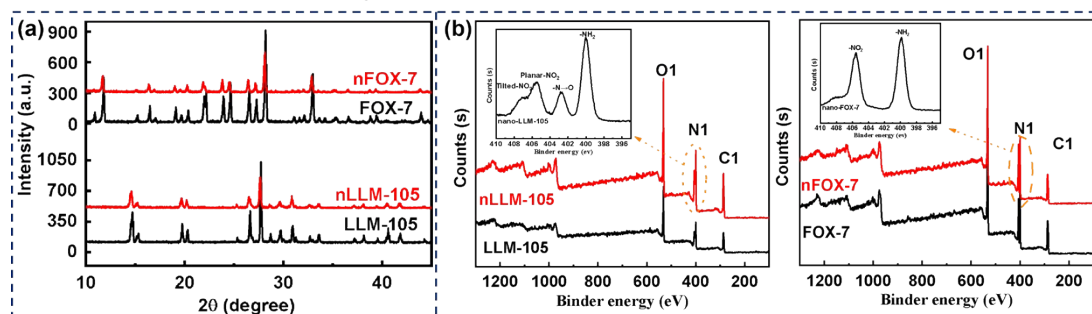 (a)
900
600
300
0
1050
700
350
0
nFOX-7
FOX-7
nLLM-105
LLM-105
Intensity (a.u.)
10
20
30
40
2θ (degree)
(b)
Counts (s)
-NH₂
Planar-NO₂
tilted-NO₂
-N→O
nano-LLM-105
410 408 406 404 402 400 398 396 394
Binder energy (ev)
O1
N1
C1
nLLM-105
LLM-105
Counts (s)
1200 1000 800 600 400 200
Binder energy (eV)
Counts (s)
-NO₂
-NH₂
nano-FOX-7
410 408 406 404 402 400 398 396 394
Binder energy (ev)
O1
N1
C1
nFOX-7
FOX-7
Counts (s)
1200 1000 800 600 400 200
Binder energy (eV)